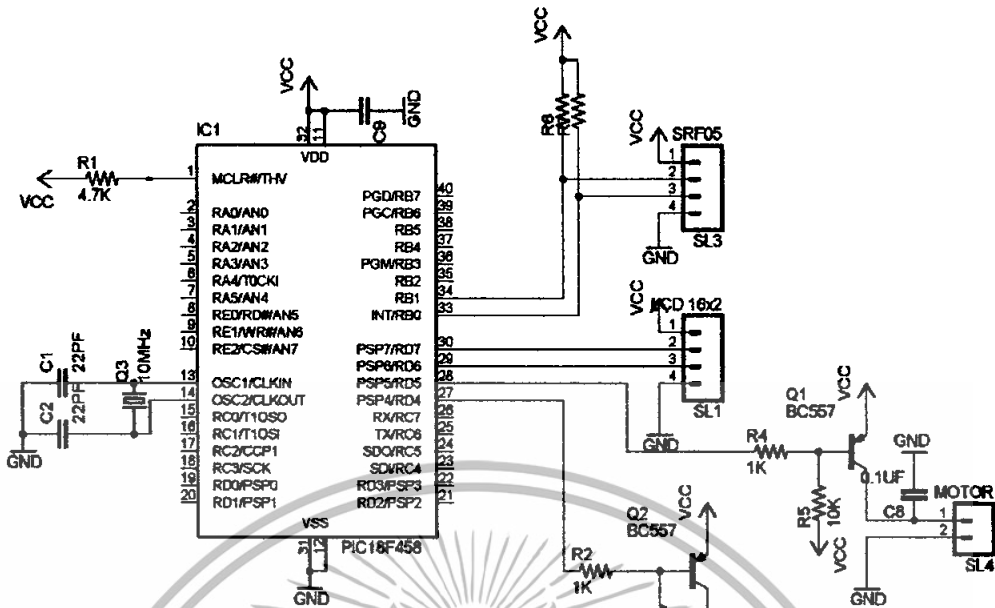 VCC
VCC
GND
C9
IC1
32
11
VDD
R1
4.7K
VCC
1
MCLR#/THV
2 RA0/AN0
3 RA1/AN1
4 RA2/AN2
5 RA3/AN3
6 RA4/T0CKI
7 RA5/AN4
8 RE0/RD#/AN5
9 RE1/WR#/AN6
10 RE2/CS#/AN7
13 OSC1/CLKIN
14 OSC2/CLKOUT
15 RC0/T1OSO
16 RC1/T1OSI
17 RC2/CCP1
18 RC3/SCK
19 RD0/PSP0
20 RD1/PSP1
PGD/RB7 40
PGC/RB6 39
RB5 38
RB4 37
PGM/RB3 36
RB2 35
RB1 34
INT/RB0 33
PSP7/RD7 30
PSP6/RD6 29
PSP5/RD5 28
PSP4/RD4 27
RX/RC7 26
TX/RC6 25
SDO/RC5 24
SDI/RC4 23
RD3/PSP3 22
RD2/PSP2 21
VSS
31
12
PIC18F458
GND
C1
22PF
C2
22PF
Q3
10MHz
GND
R6
VCC
SRF05
1
2
3
4
GND
SL3
VCC
LCD 16x2
1
2
3
4
GND
SL1
Q1
BC557
VCC
R4
1K
R5
10K
VCC
GND
0.1UF
C8
MOTOR
1
2
SL4
GND
Q2
BC557
VCC
R2
1K